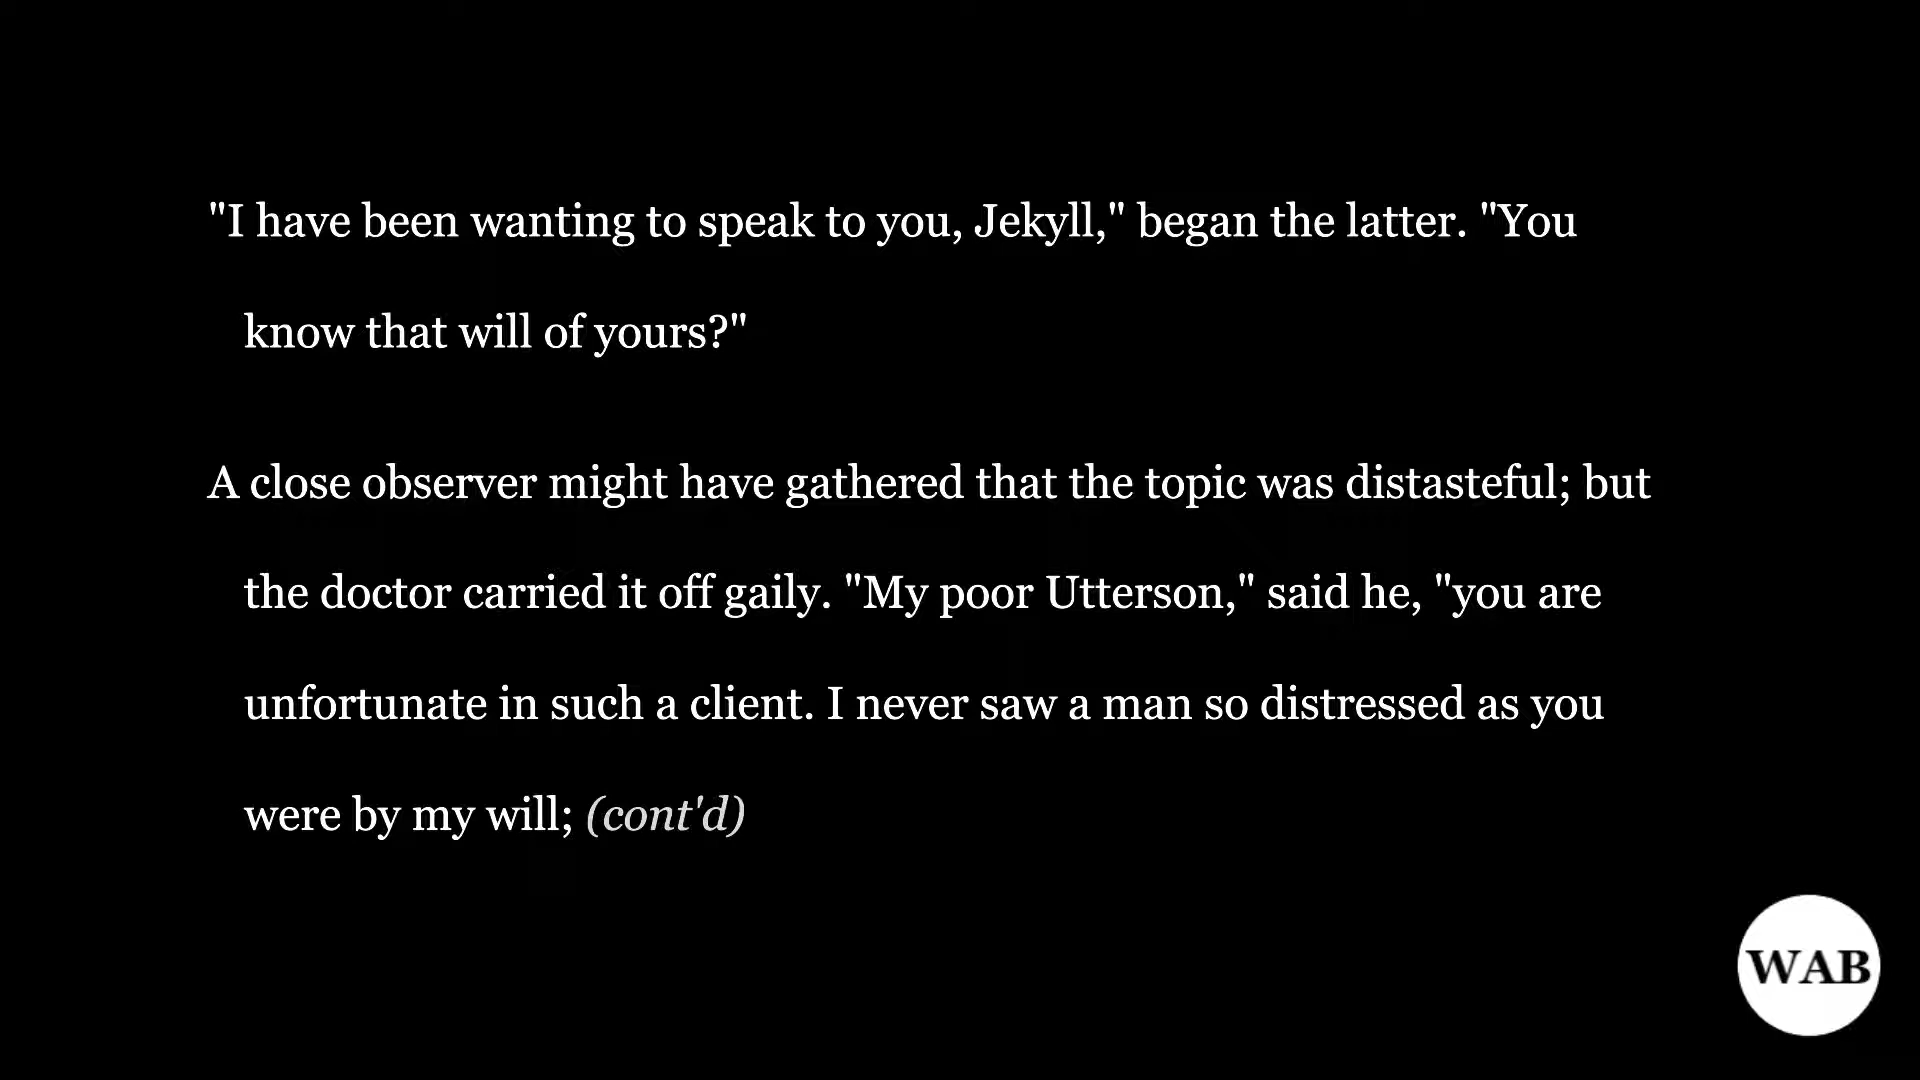 "I have been wanting to speak to you, Jekyll," began the latter. "You
know that will of yours?"
A close observer might have gathered that the topic was distasteful; but
the doctor carried it off gaily. "My poor Utterson," said he, "you are
unfortunate in such a client. I never saw a man so distressed as you
were by my will; (cont'd)
WAB